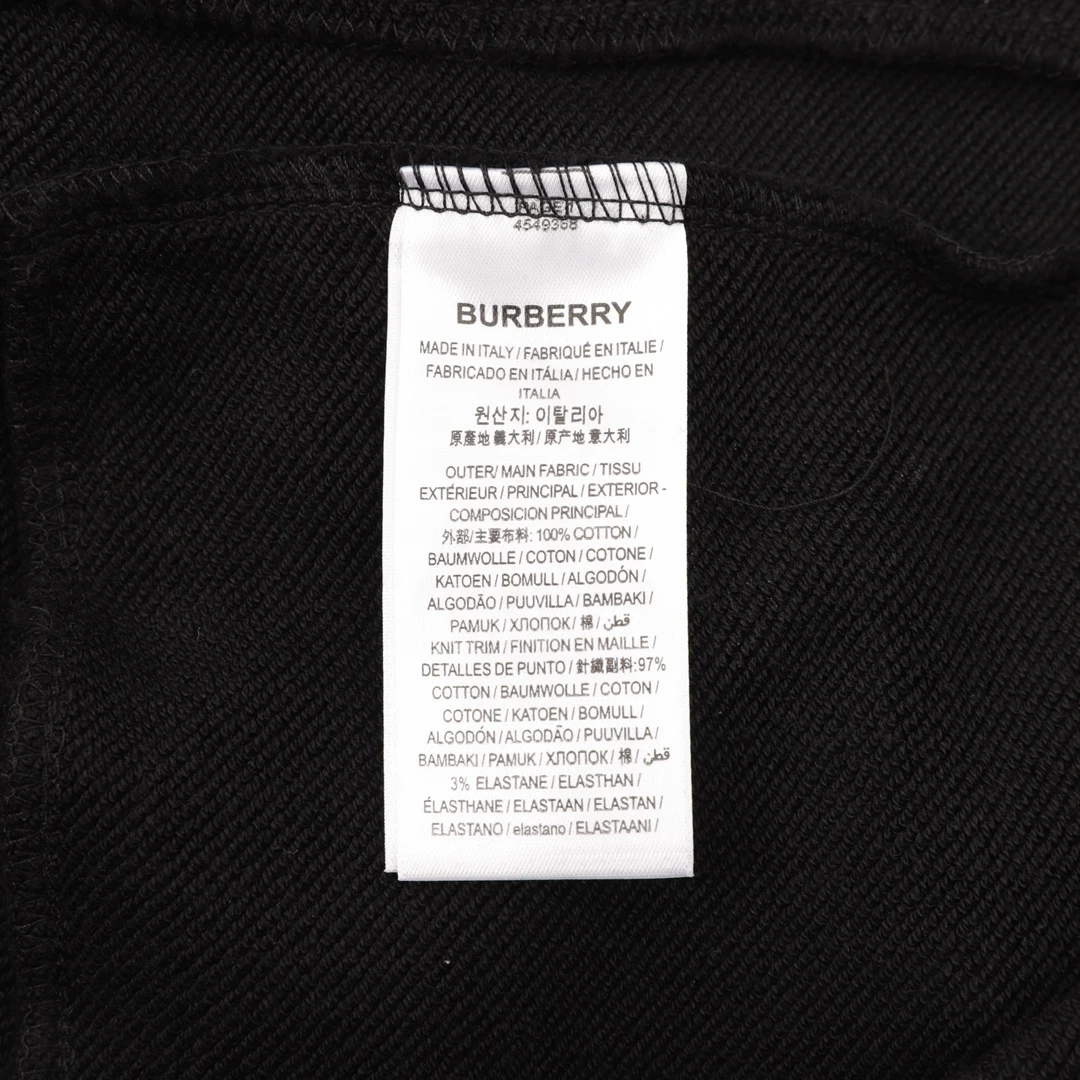 4549368
BURBERRY
MADE IN ITALY / FABRIQUÉ EN ITALIE /
FABRICADO EN ITÁLIA / HECHO EN
ITALIA
원산지: 이탈리아
原產地義大利 / 原产地意大利
OUTER/ MAIN FABRIC / TISSU
EXTÉRIEUR / PRINCIPAL / EXTERIOR -
COMPOSICION PRINCIPAL /
外部/主要布料: 100% COTTON /
BAUMWOLLE / COTON / COTONE /
KATOEN / BOMULL / ALGODÓN /
ALGODÃO / PUUVILLA / BAMBAKI /
PAMUK / ХЛОПОК / 棉 / قطن
KNIT TRIM / FINITION EN MAILLE /
DETALLES DE PUNTO / 針織副料:97%
COTTON / BAUMWOLLE / COTON /
COTONE / KATOEN / BOMULL /
ALGODÓN / ALGODÃO / PUUVILLA /
BAMBAKI / PAMUK / ХЛОПОК / 棉 / قطن
3% ELASTANE / ELASTHAN /
ÉLASTHANE / ELASTAAN / ELASTAN /
ELASTANO / elastano / ELASTAANI /